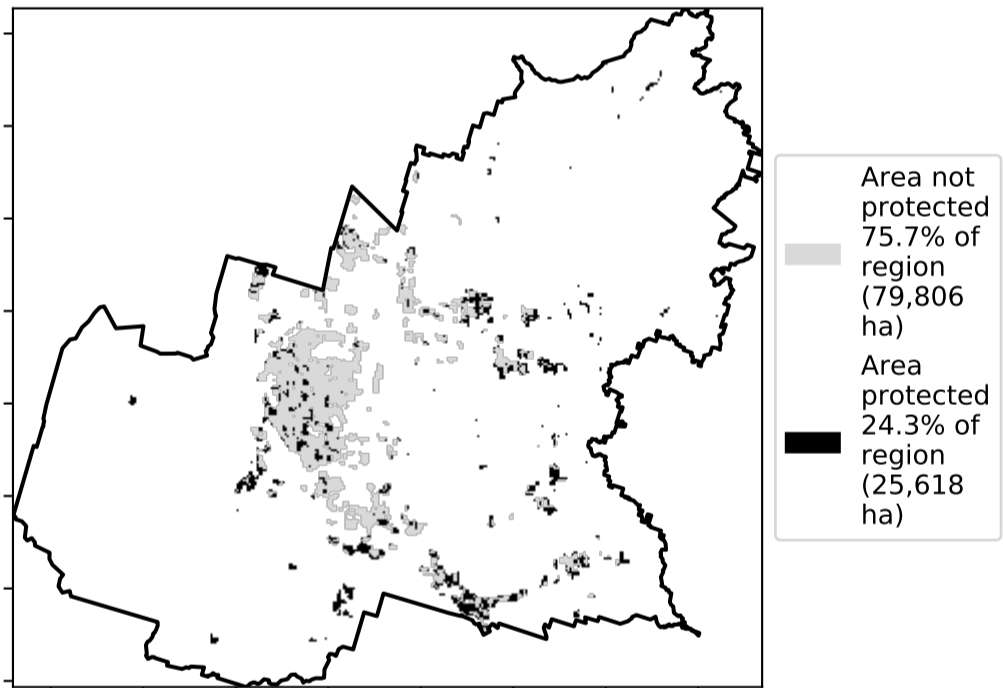 Area not
protected
75.7% of
region
(79,806
ha)
Area
protected
24.3% of
region
(25,618
ha)